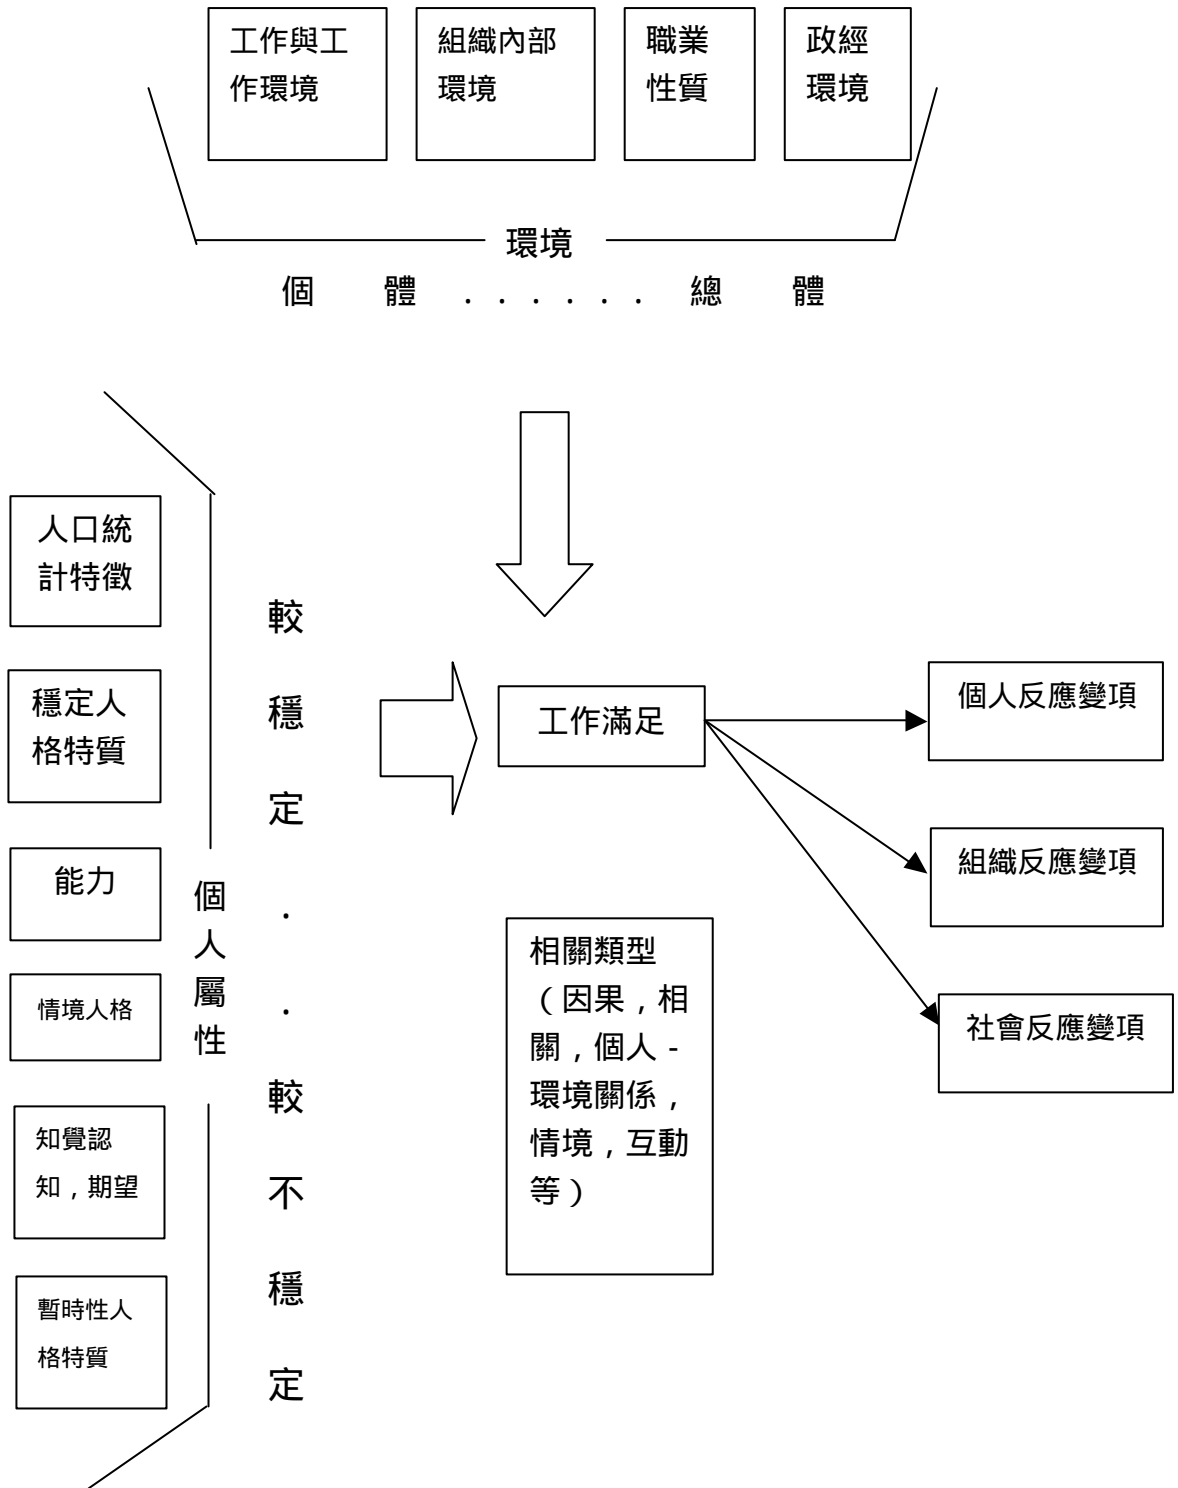 工作與工
作環境
組織內部
環境
職業
性質
政經
環境
環境
個 體 . . . . . . 總 體
人口統
計特徵
穩定人
格特質
能力
情境人格
知覺認
知，期望
暫時性人
格特質
個
人
屬
性
較
穩
定
.
.
較
不
穩
定
工作滿足
相關類型
（因果，相
關，個人 -
環境關係，
情境，互動
等）
個人反應變項
組織反應變項
社會反應變項